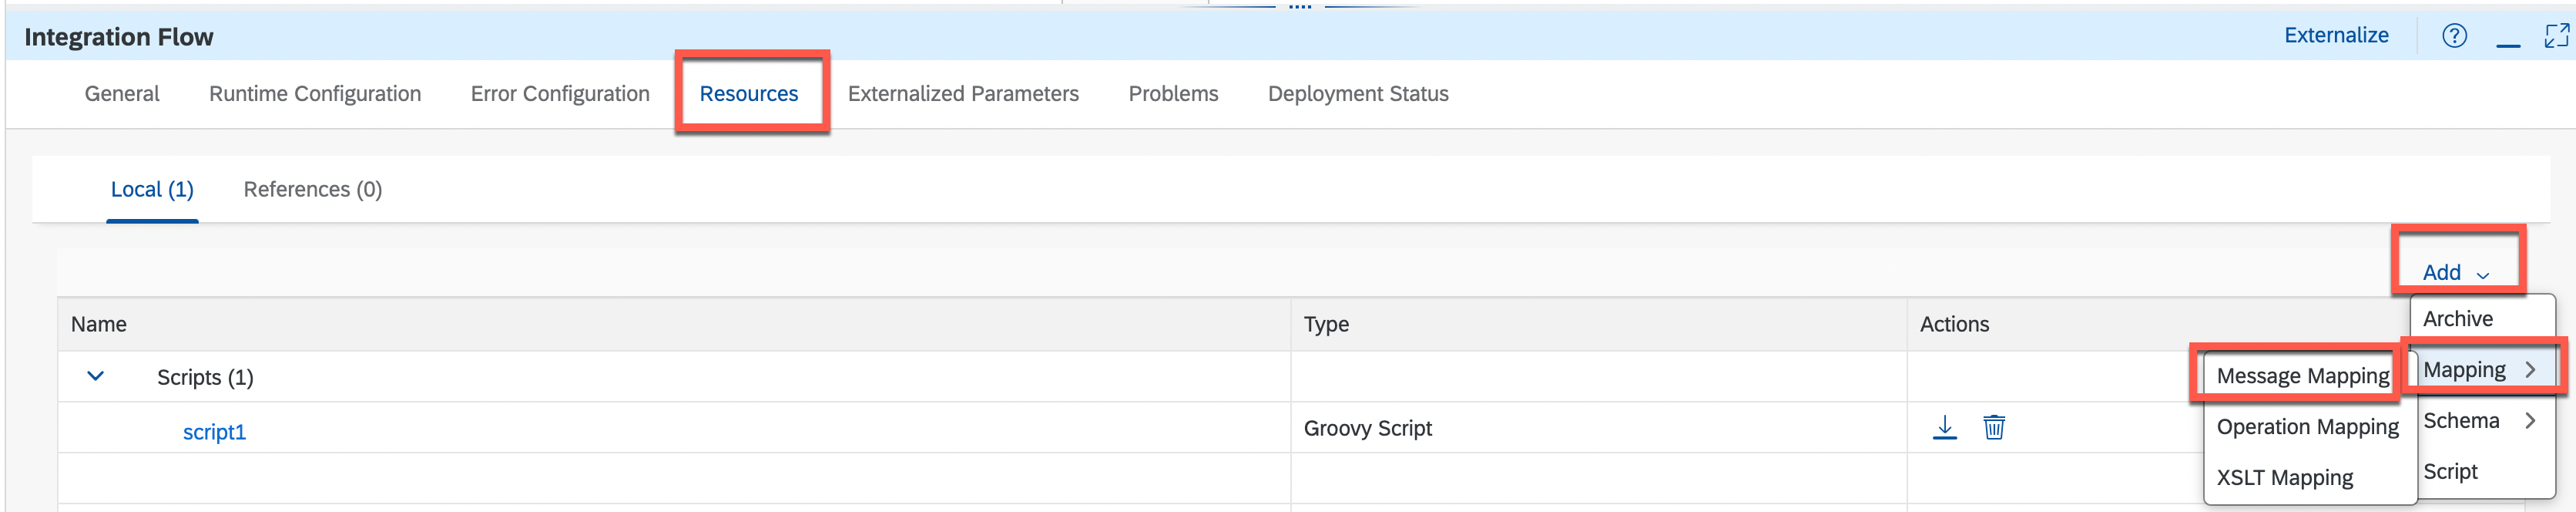 Integration Flow
Externalize
General Runtime Configuration Error Configuration Resources Externalized Parameters Problems Deployment Status
Local (1) References (0)
Add
Name Type Actions
Archive
Scripts (1)
Message Mapping
Mapping
script1 Groovy Script
Operation Mapping
Schema
XSLT Mapping
Script